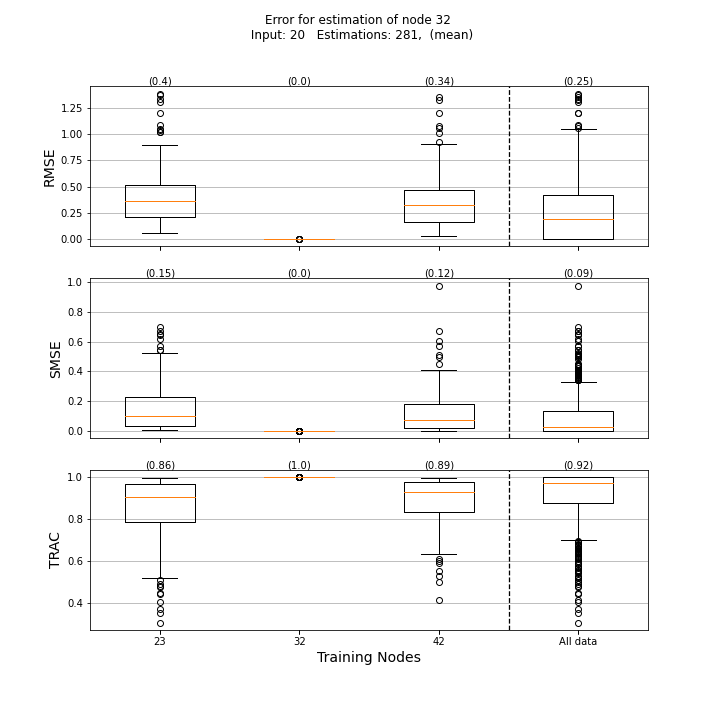 Error for estimation of node 32
Input: 20 Estimations: 281, (mean)
(0.4) (0.0) (0.34) (0.25)
1.25
1.00
0.75
0.50
0.25
0.00
RMSE
(0.15) (0.0) (0.12) (0.09)
1.0
0.8
0.6
0.4
0.2
0.0
SMSE
(0.86) (1.0) (0.89) (0.92)
1.0
0.8
0.6
0.4
TRAC
23 32 42 All data
Training Nodes